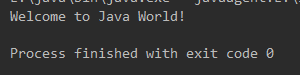 Welcome to Java World!
Process finished with exit code 0